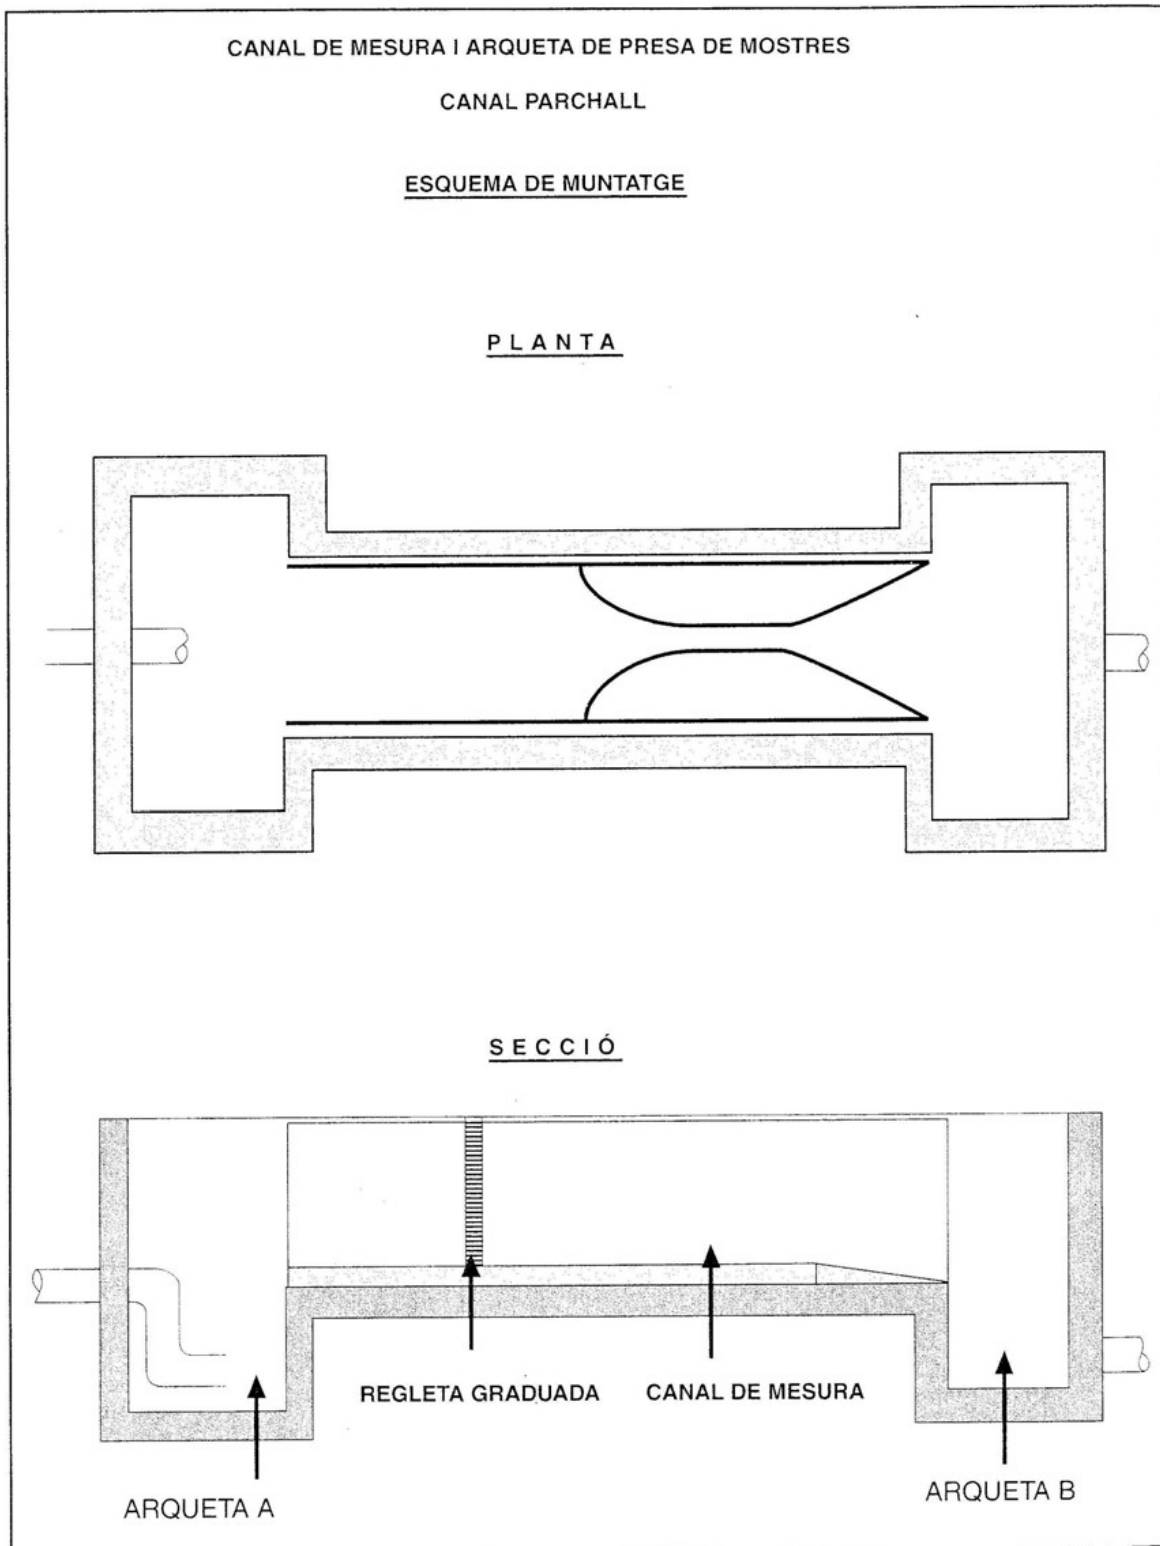 CANAL DE MESURA I ARQUETA DE PRESA DE MOSTRES
CANAL PARCHALL
ESQUEMA DE MUNTATGE
PLANTA
SECCIÓ
REGLETA GRADUADA
CANAL DE MESURA
ARQUETA A
ARQUETA B